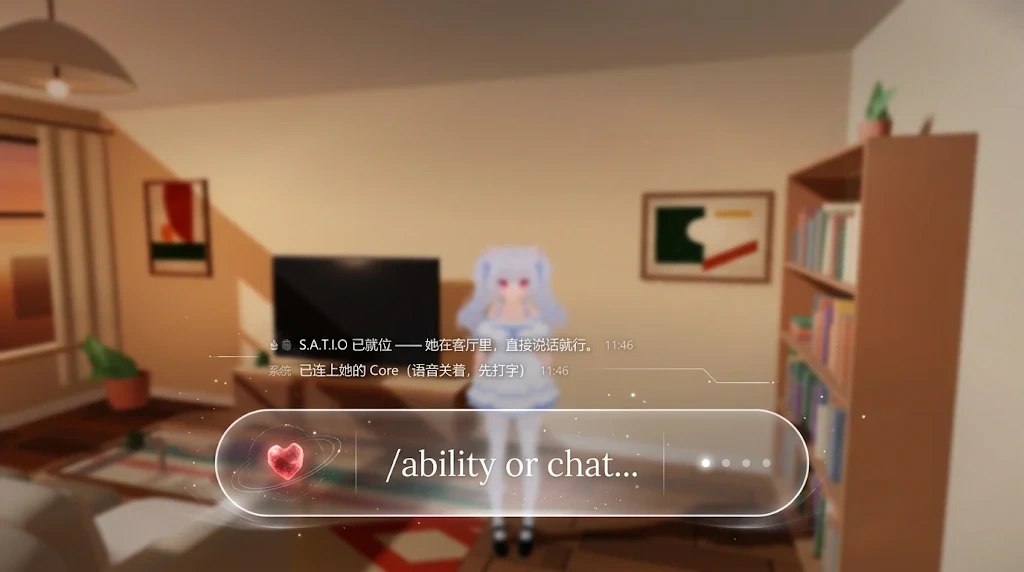 S.A.T.I.O 已就位 —— 她在客厅里，直接说话就行。 11:46
系统 已连上她的 Core（语音关着，先打字） 11:46
/ability or chat...